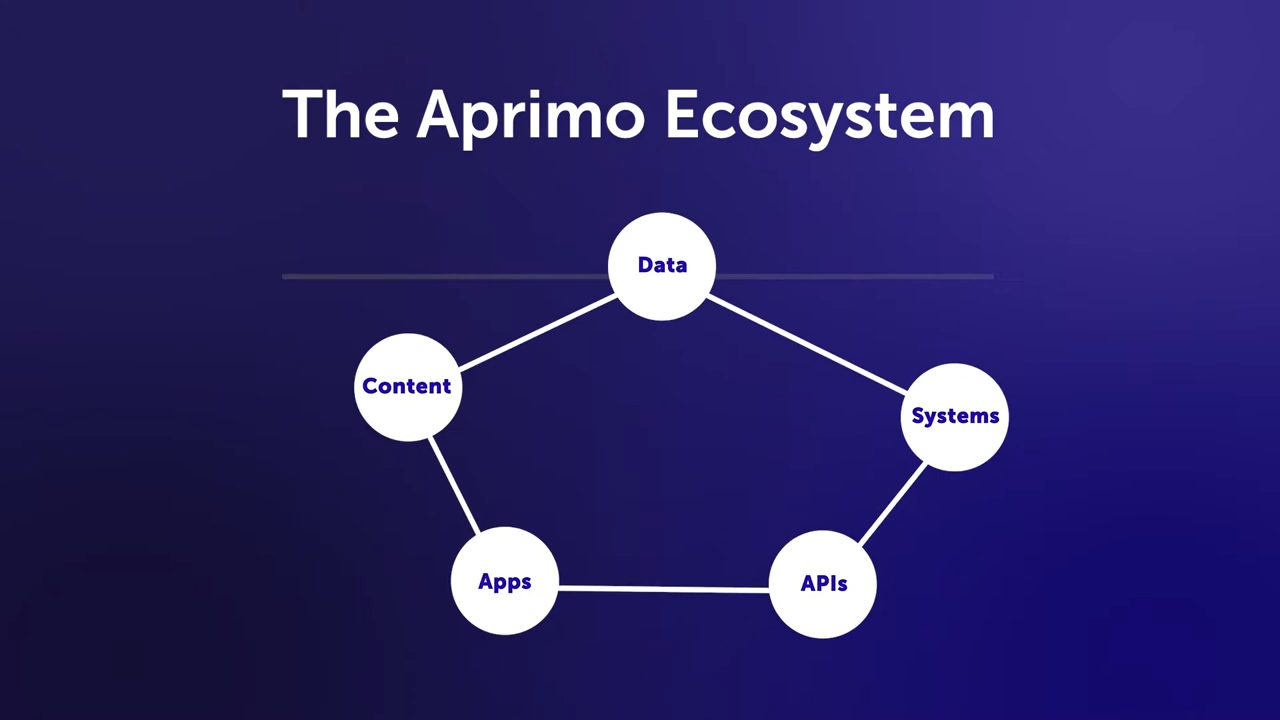 The Aprimo Ecosystem
Data
Content
Systems
Apps
APIs